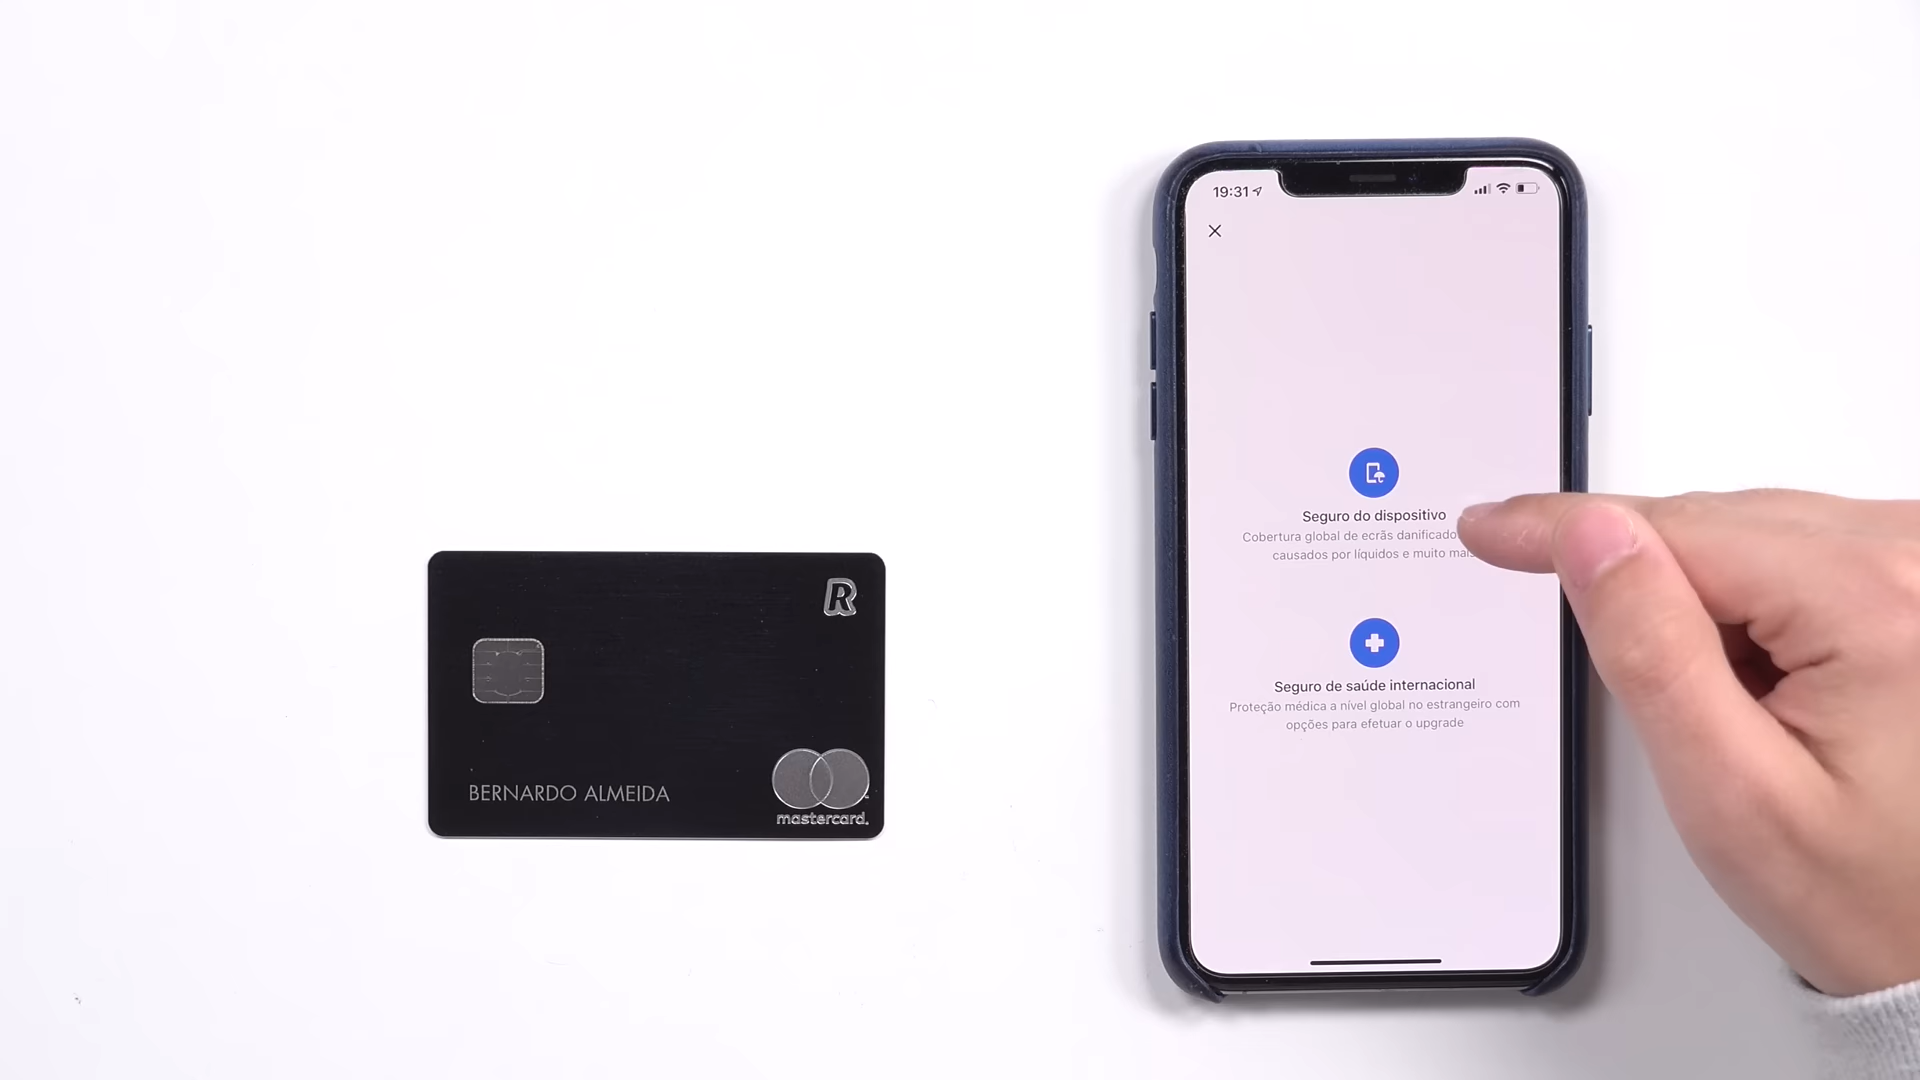 R
BERNARDO ALMEIDA
mastercard.
19:31
Seguro do dispositivo
Cobertura global de ecrãs
causados por líquidos e muito mais
Seguro de saúde internacional
Proteção médica a nível global no estrangeiro com
opções para efetuar o upgrade